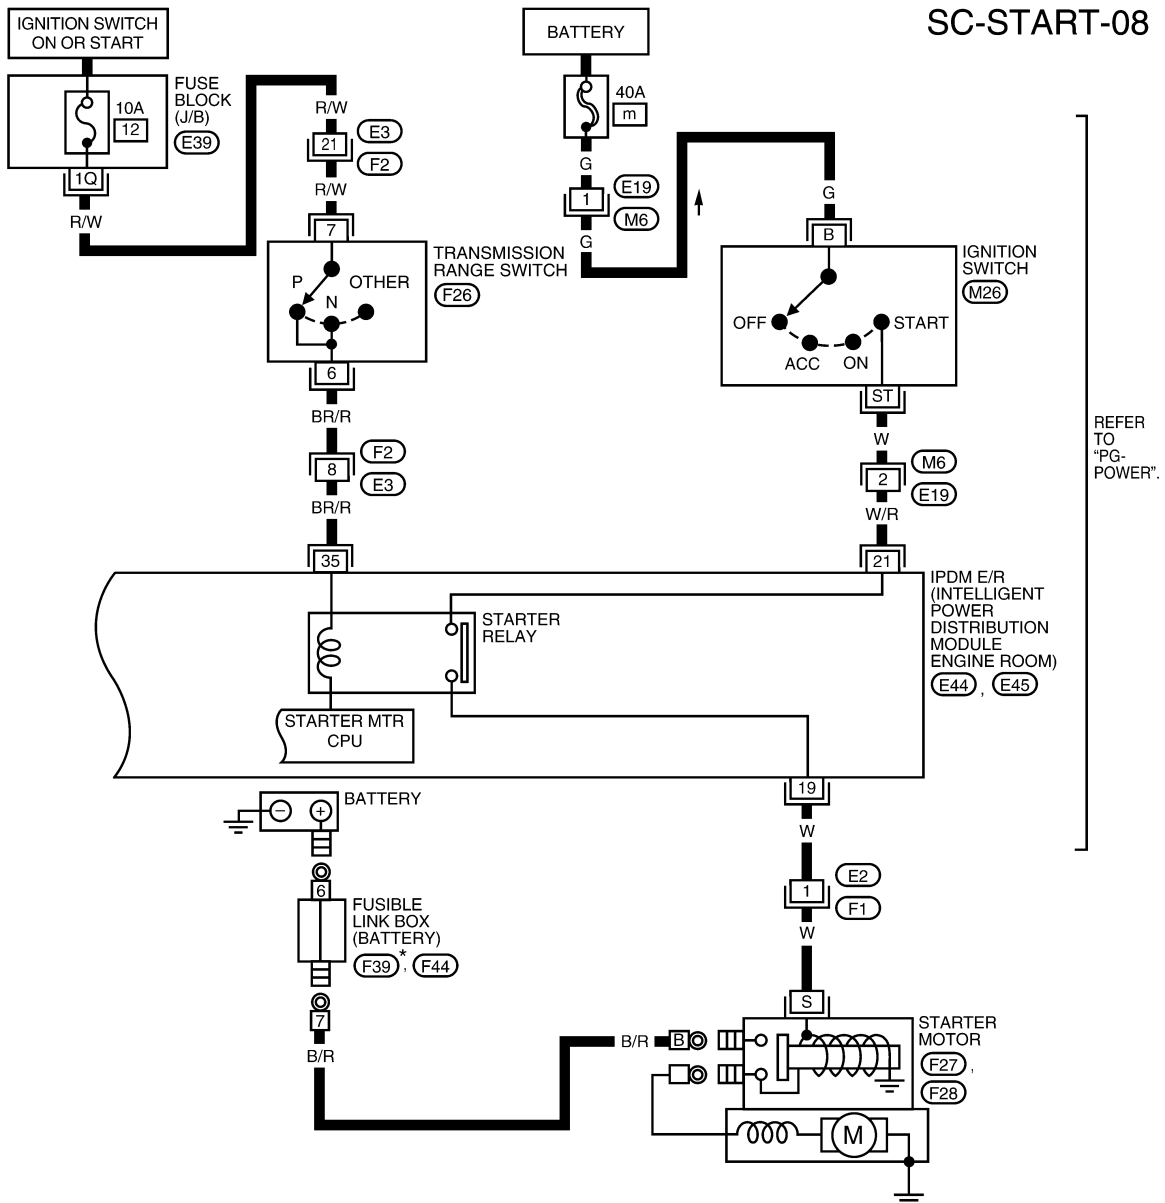 SC-START-08
IGNITION SWITCH
ON OR START
FUSE
BLOCK
(J/B)
E39
10A
12
1Q
R/W
R/W
21
E3
F2
R/W
7
TRANSMISSION
RANGE SWITCH
F26
P
N
OTHER
6
BR/R
8
F2
E3
BR/R
35
BATTERY
40A
m
G
1
E19
M6
G
G
B
IGNITION
SWITCH
M26
OFF
ACC
ON
START
ST
W
2
M6
E19
W/R
21
REFER
TO
“PG-
POWER”.
IPDM E/R
(INTELLIGENT
POWER
DISTRIBUTION
MODULE
ENGINE ROOM)
E44 , E45
STARTER
RELAY
STARTER MTR
CPU
19
W
1
E2
F1
W
S
BATTERY
−
+
6
FUSIBLE
LINK BOX
(BATTERY)
F39 * , F44
7
B/R
B/R
B
STARTER
MOTOR
F27 ,
F28
M